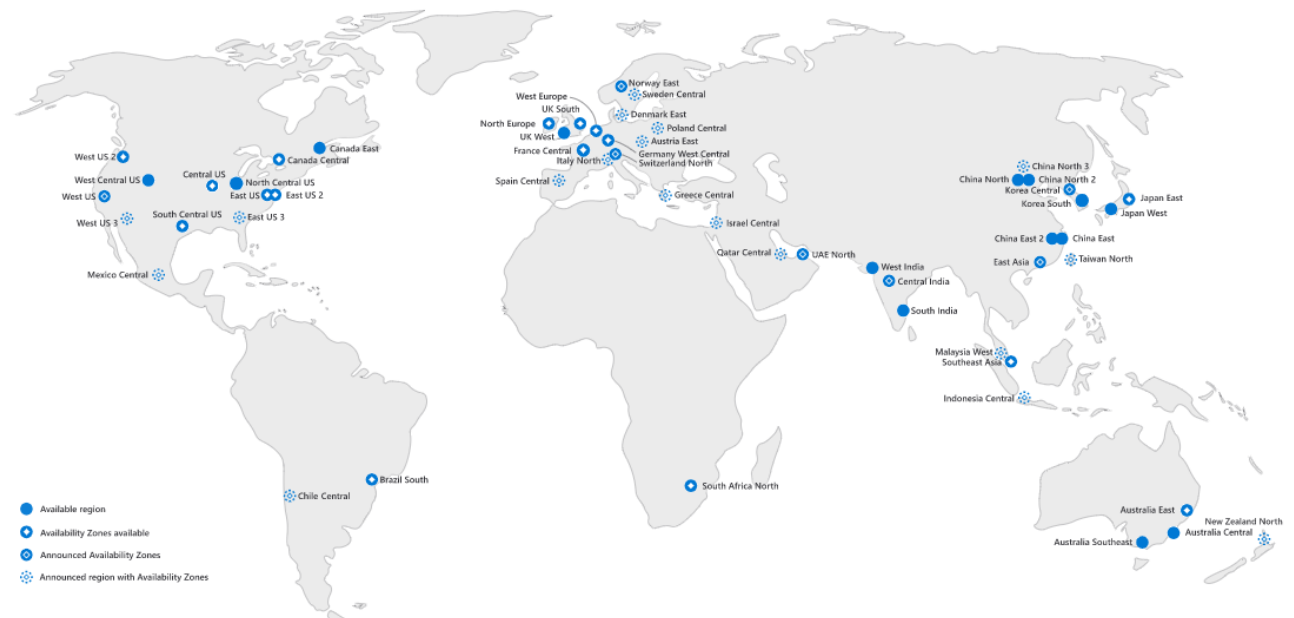 Norway East
Sweden Central
West Europe
UK South
Denmark East
North Europe
Poland Central
UK West
Austria East
Canada East
France Central
Germany West Central
West US 2
Canada Central
Italy North
Switzerland North
China North 3
Central US
West Central US
North Central US
Spain Central
China North
China North 2
Korea Central
West US
East US
East US 2
Greece Central
Japan East
Korea South
Japan West
South Central US
East US 3
West US 3
Israel Central
China East 2
China East
Qatar Central
UAE North
East Asia
Taiwan North
West India
Mexico Central
Central India
South India
Malaysia West
Southeast Asia
Indonesia Central
Brazil South
South Africa North
Chile Central
Available region
Australia East
New Zealand North
Availability Zones available
Australia Central
Australia Southeast
Announced Availability Zones
Announced region with Availability Zones